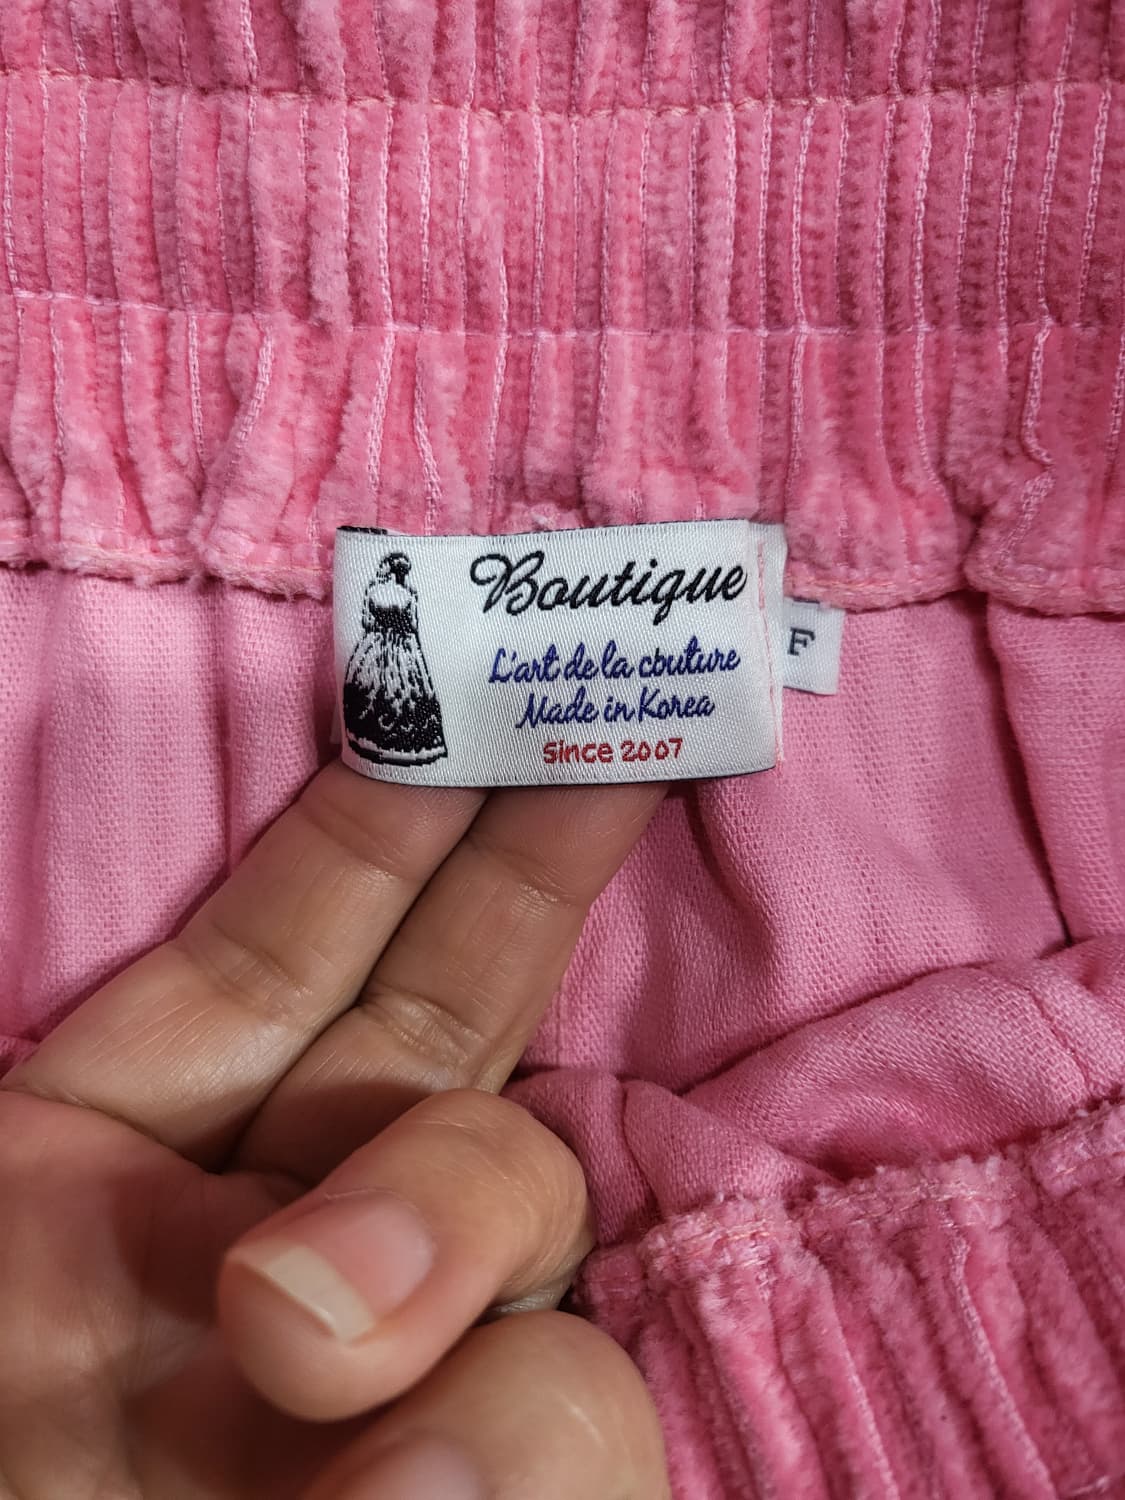 Boutique
L'art de la couture
Made in Korea
Since 2007
F